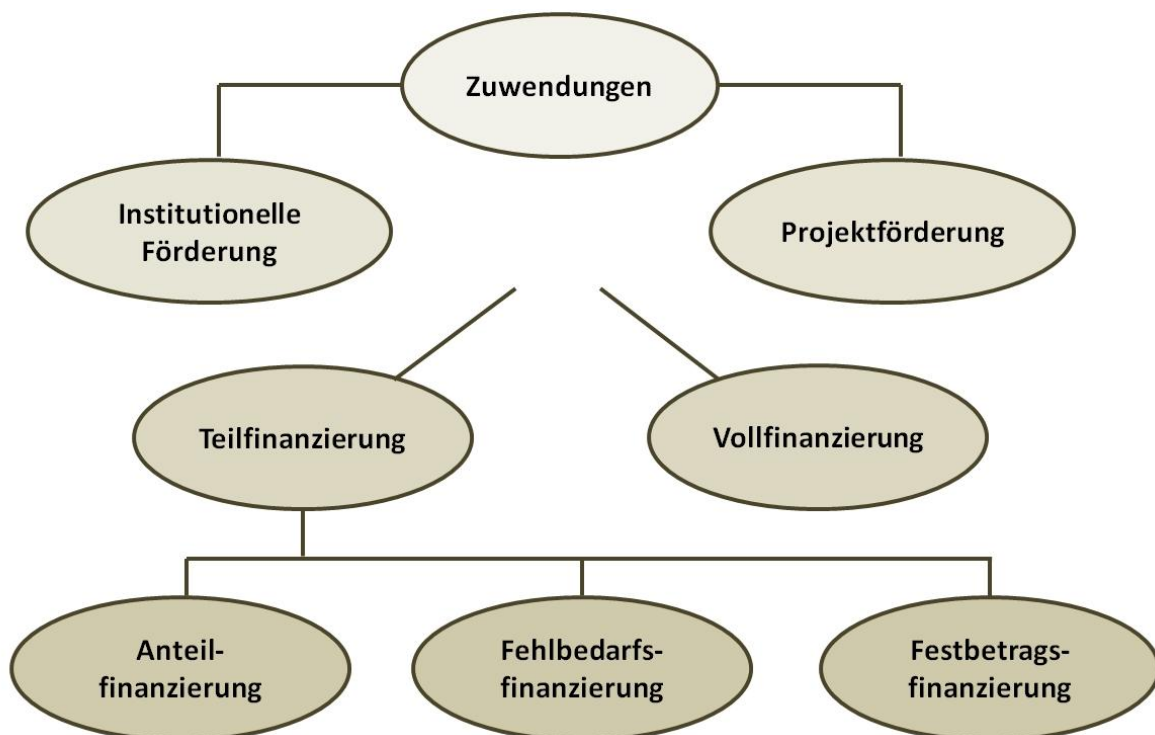 Zuwendungen
Institutionelle
Förderung
Projektförderung
Teilfinanzierung
Vollfinanzierung
Anteil-
finanzierung
Fehlbedarfs-
finanzierung
Festbetrags-
finanzierung